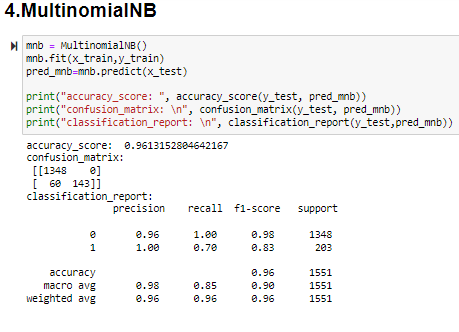 4.MultinomialNB
mnb = MultinomialNB()
mnb.fit(x_train,y_train)
pred_mnb=mnb.predict(x_test)
print("accuracy_score: ", accuracy_score(y_test, pred_mnb))
print("confusion_matrix: \n", confusion_matrix(y_test, pred_mnb))
print("classification_report: \n", classification_report(y_test,pred_mnb))
accuracy_score:  0.9613152804642167
confusion_matrix:
 [[1348    0]
 [  60  143]]
classification_report:
               precision    recall  f1-score   support
           0       0.96      1.00      0.98      1348
           1       1.00      0.70      0.83       203
    accuracy                           0.96      1551
   macro avg       0.98      0.85      0.90      1551
weighted avg       0.96      0.96      0.96      1551